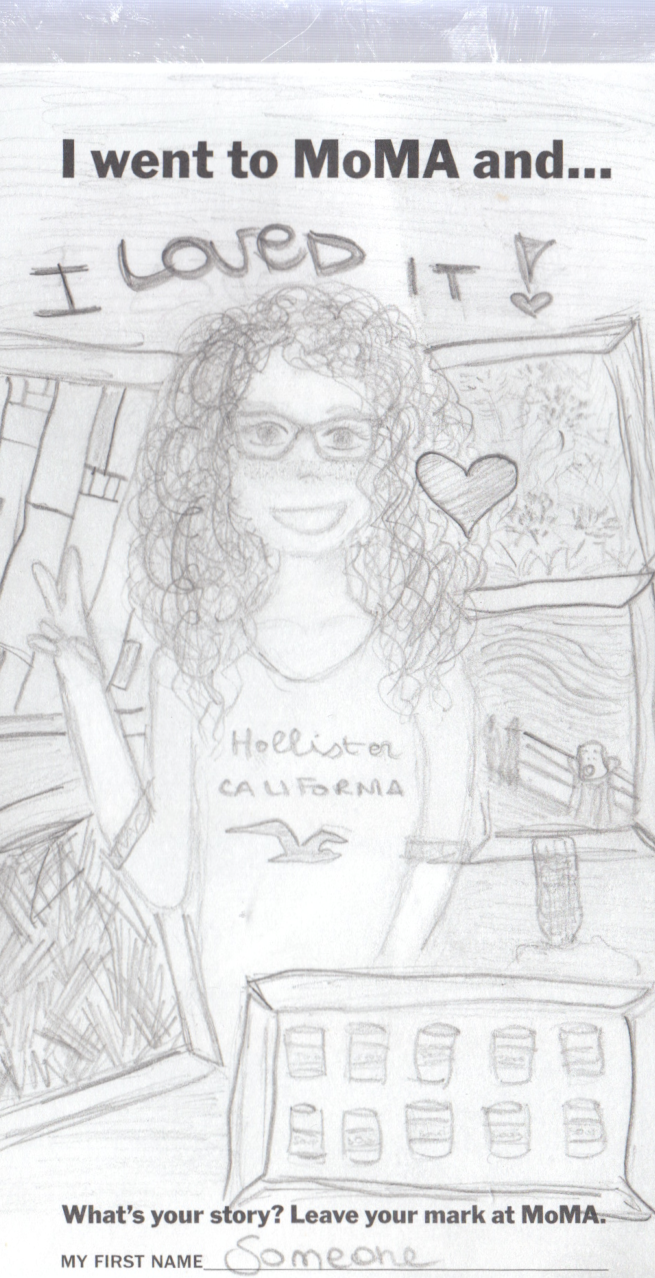 I went to MoMA and...
I LOVED IT!
Hollister
CALIFORNIA
What's your story? Leave your mark at MoMA.
MY FIRST NAME Someone